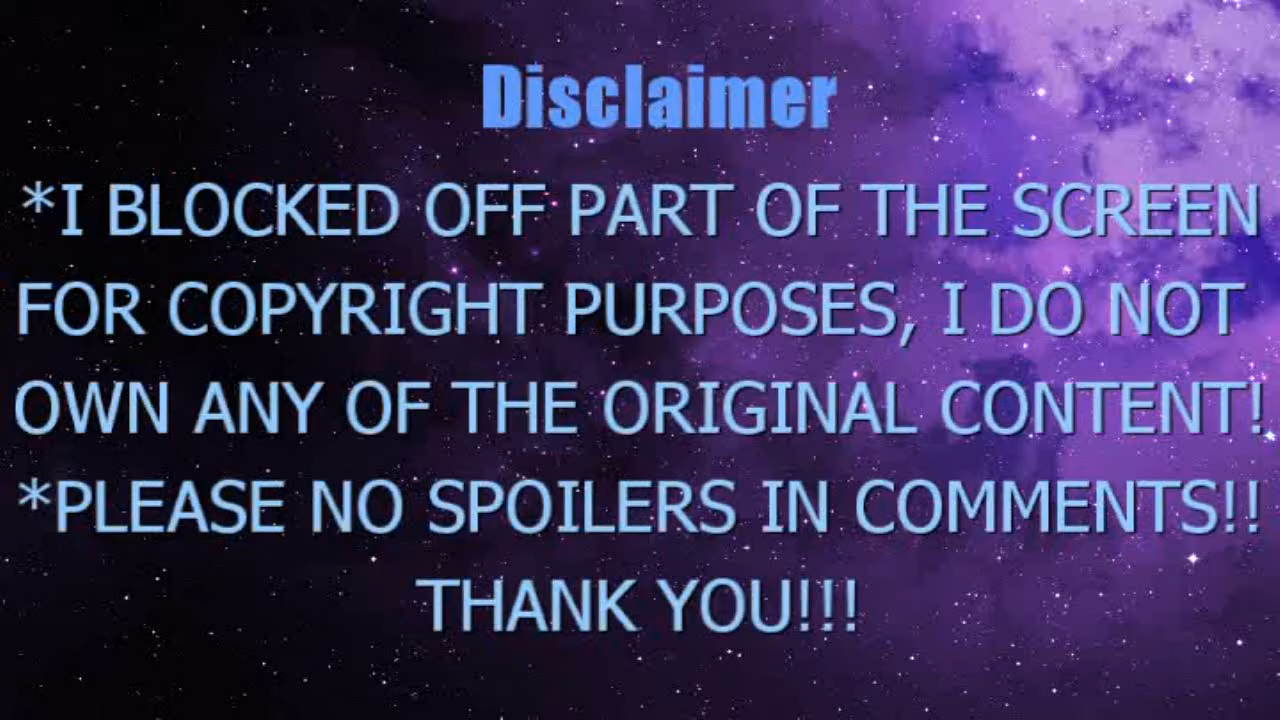 Disclaimer
*I BLOCKED OFF PART OF THE SCREEN
FOR COPYRIGHT PURPOSES, I DO NOT
OWN ANY OF THE ORIGINAL CONTENT!
*PLEASE NO SPOILERS IN COMMENTS!!
THANK YOU!!!